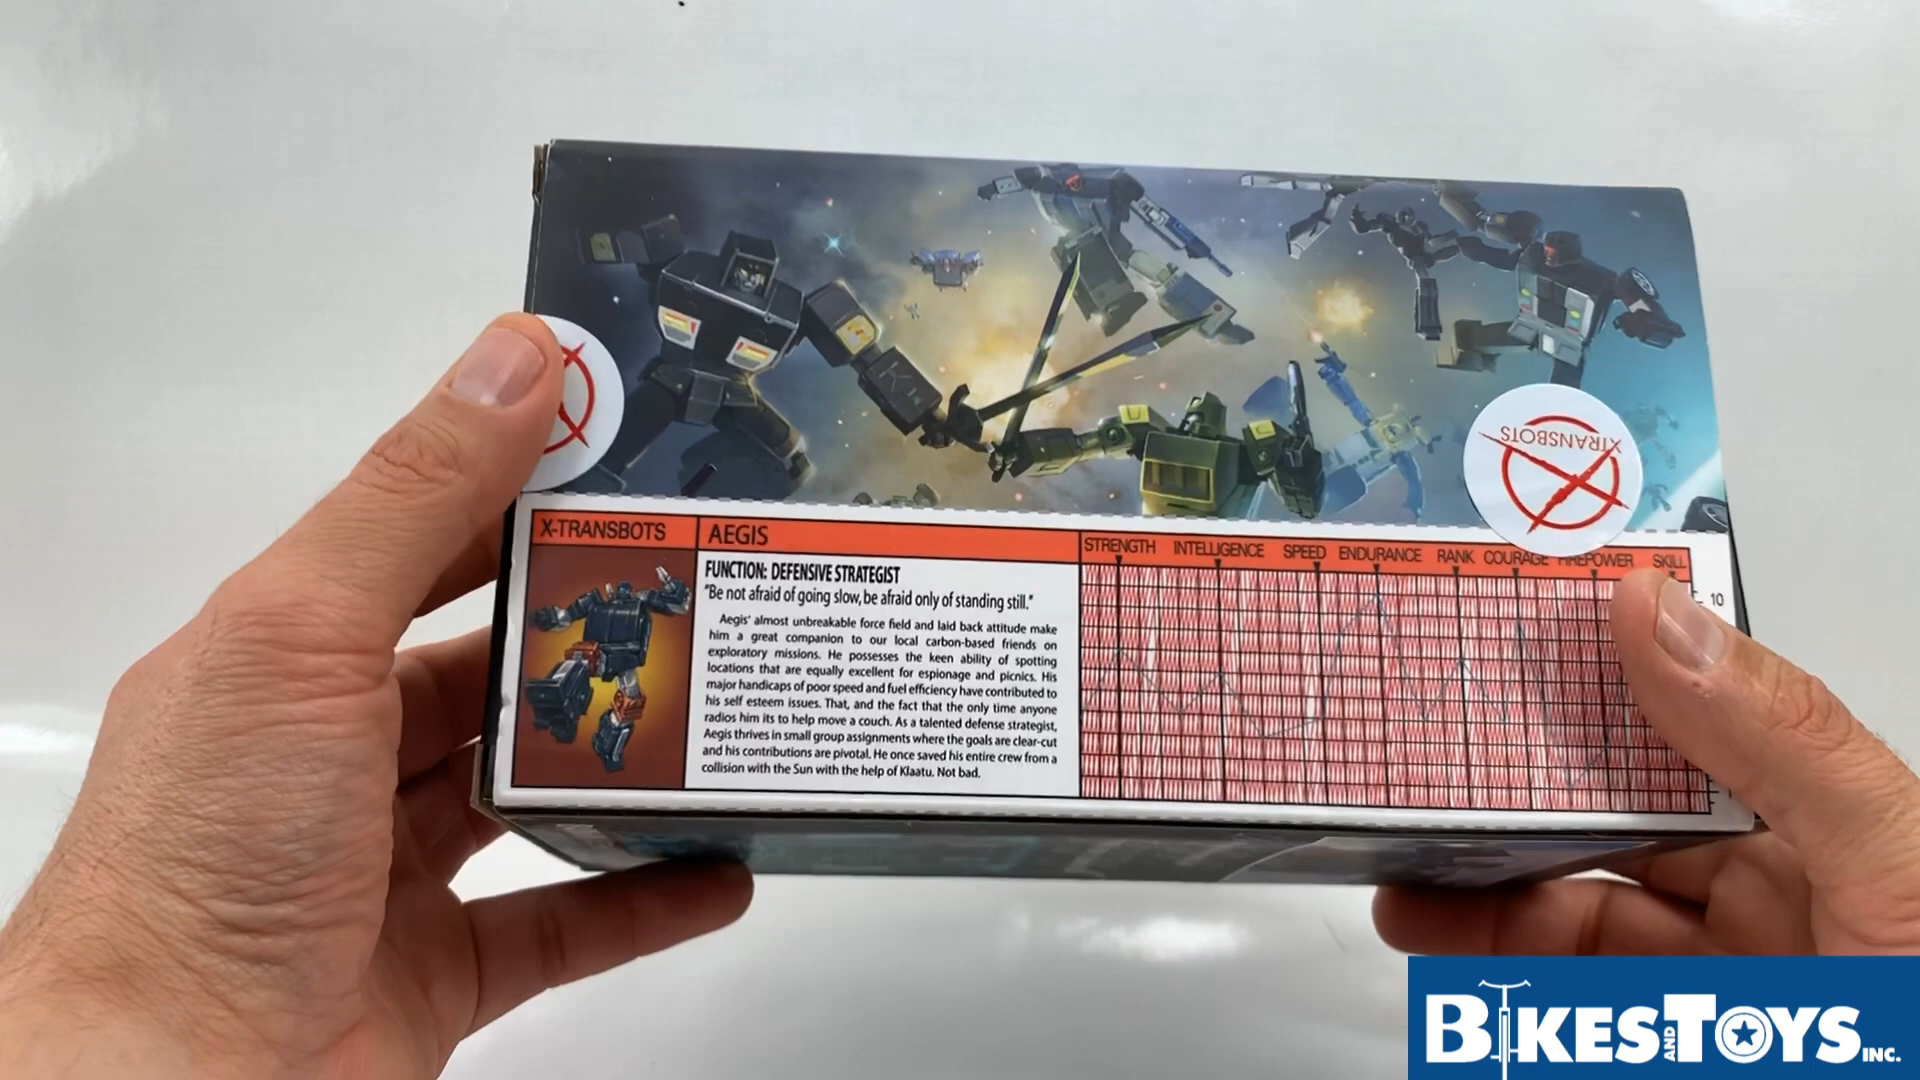 XTRANSBOTS
X-TRANSBOTS
AEGIS
FUNCTION: DEFENSIVE STRATEGIST
"Be not afraid of going slow, be afraid only of standing still."
Aegis' almost unbreakable force field and laid back attitude make
him a great companion to our local carbon-based friends on
exploratory missions. He possesses the keen ability of spotting
locations that are equally excellent for espionage and picnics. His
major handicaps of poor speed and fuel efficiency have contributed to
his self esteem issues. That, and the fact that the only time anyone
radios him its to help move a couch. As a talented defense strategist,
Aegis thrives in small group assignments where the goals are clear-cut
and his contributions are pivotal. He once saved his entire crew from a
collision with the Sun with the help of Klaatu. Not bad.
STRENGTH INTELLIGENCE SPEED ENDURANCE RANK COURAGE FIREPOWER SKILL
10
BIKES AND TOYS INC.